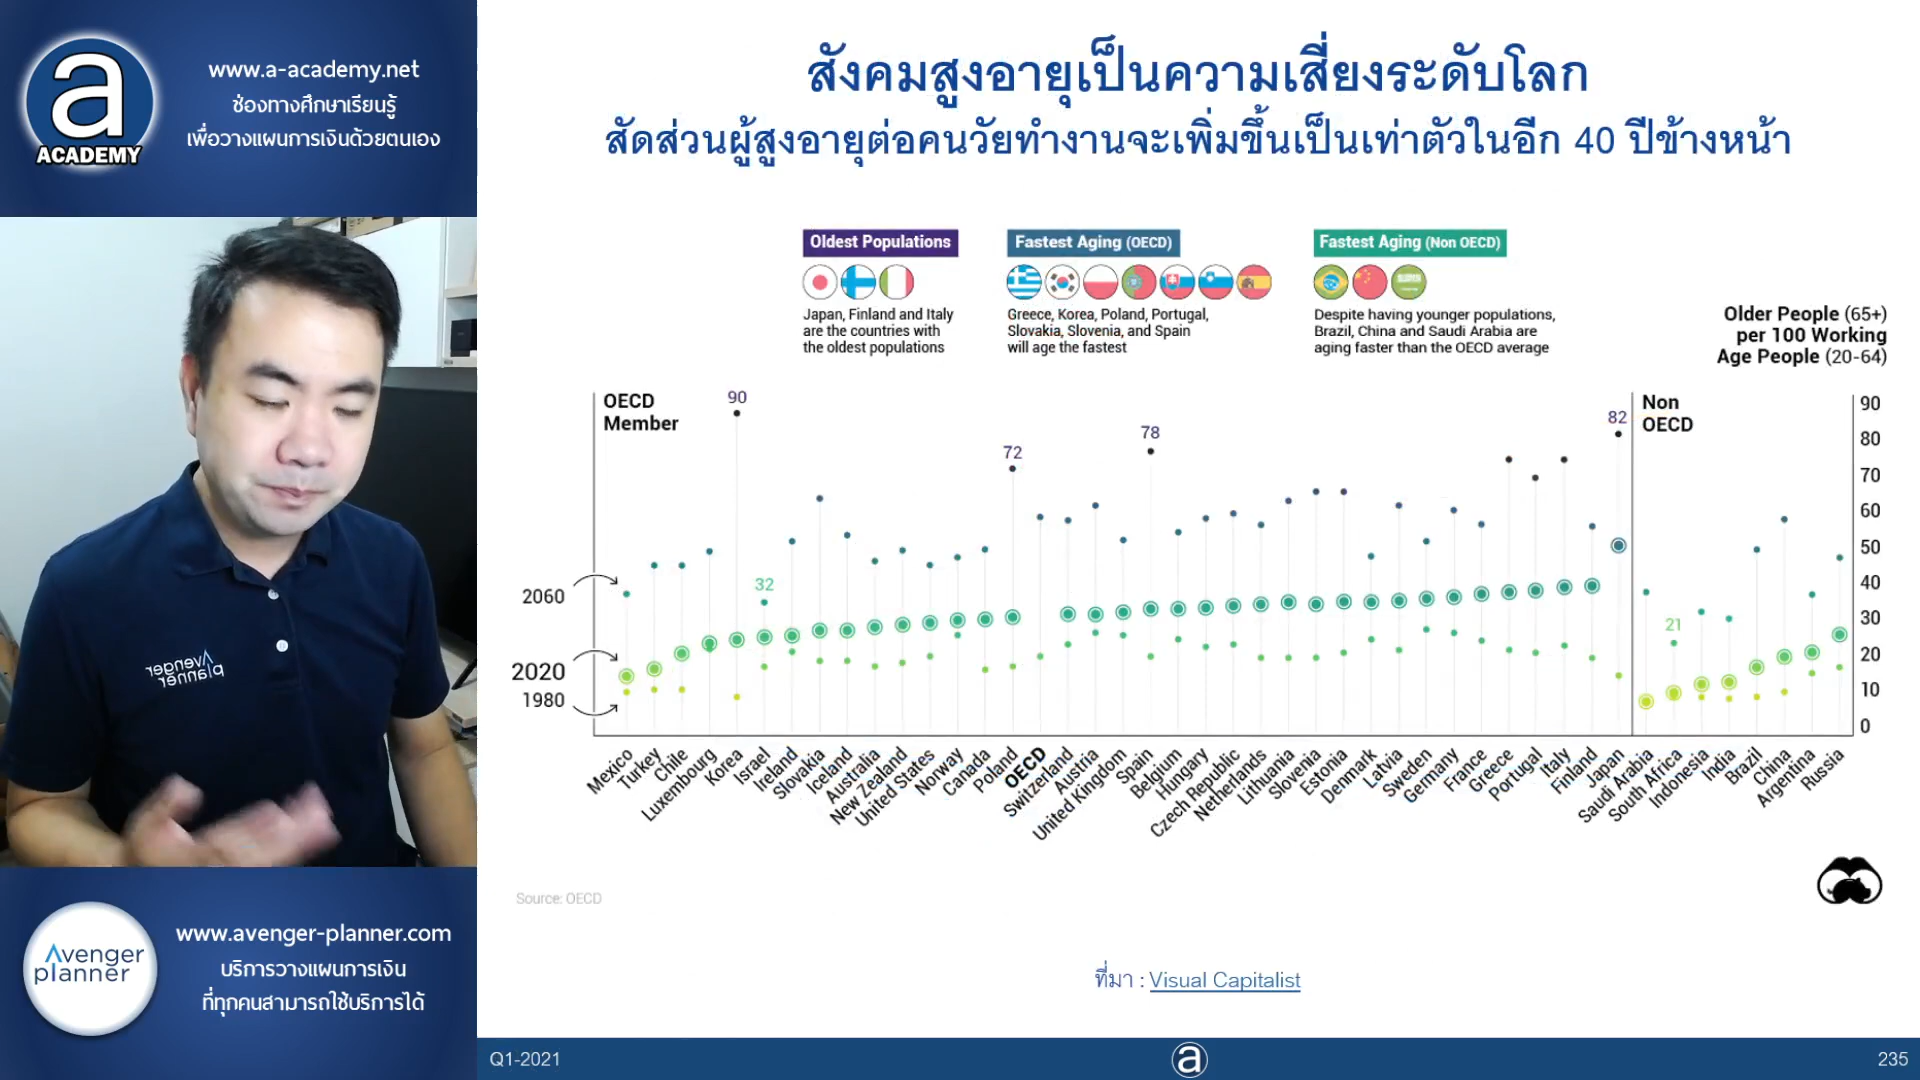 a
ACADEMY
www.a-academy.net
ช่องทางศึกษาเรียนรู้
เพื่อวางแผนการเงินด้วยตนเอง
Avenger
planner
Avenger
planner
www.avenger-planner.com
บริการวางแผนการเงิน
ที่ทุกคนสามารถใช้บริการได้
สังคมสูงอายุเป็นความเสี่ยงระดับโลก
สัดส่วนผู้สูงอายุต่อคนวัยทำงานจะเพิ่มขึ้นเป็นเท่าตัวในอีก 40 ปีข้างหน้า
Oldest Populations
Japan, Finland and Italy
are the countries with
the oldest populations
Fastest Aging (OECD)
Greece, Korea, Poland, Portugal,
Slovakia, Slovenia, and Spain
will age the fastest
Fastest Aging (Non OECD)
Despite having younger populations,
Brazil, China and Saudi Arabia are
aging faster than the OECD average
Older People (65+)
per 100 Working
Age People (20-64)
OECD
Member
Non
OECD
90
32
72
78
82
21
2060
2020
1980
90
80
70
60
50
40
30
20
10
0
Mexico
Turkey
Chile
Luxembourg
Korea
Israel
Ireland
Slovakia
Iceland
Australia
New Zealand
United States
Norway
Canada
Poland
OECD
Switzerland
Austria
United Kingdom
Spain
Belgium
Hungary
Czech Republic
Netherlands
Lithuania
Slovenia
Estonia
Denmark
Latvia
Sweden
Germany
France
Greece
Portugal
Italy
Finland
Japan
Saudi Arabia
South Africa
Indonesia
India
Brazil
China
Argentina
Russia
Source: OECD
ที่มา : Visual Capitalist
Q1-2021
a
235